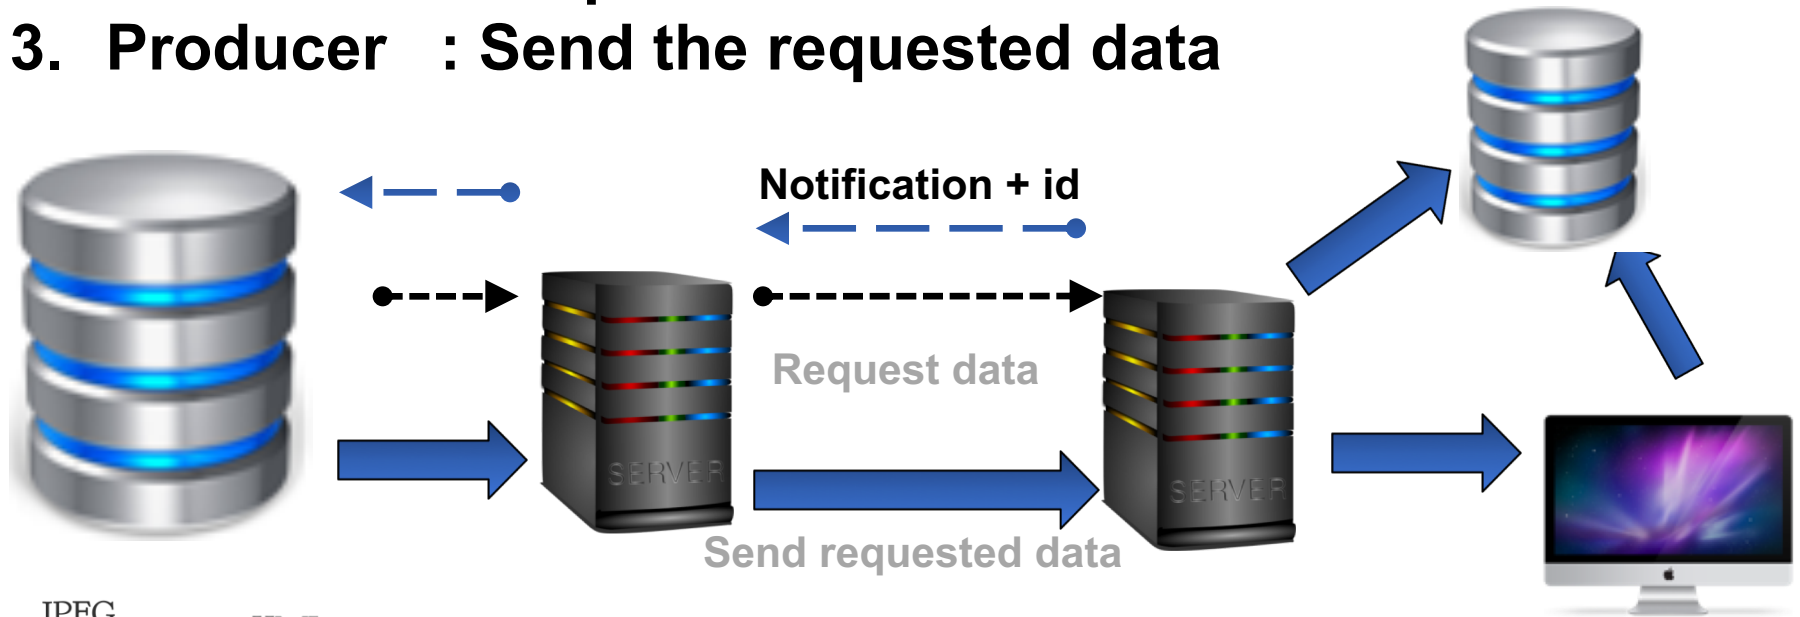 3. Producer : Send the requested data
Notification + id
Request data
SERVER
SERVER
Send requested data